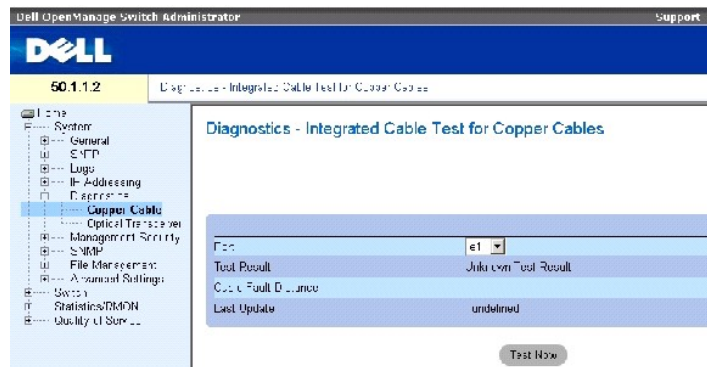 Dell OpenManage Switch Administrator
Support
DELL
50.1.1.2
Diagnostics - Integrated Cable Test for Copper Cables
Home
System
General
SNTP
Logs
IP Addressing
Diagnostics
Copper Cable
Optical Transceiver
Management Security
SNMP
File Management
Advanced Settings
Switch
Statistics/RMON
Quality of Service
Diagnostics - Integrated Cable Test for Copper Cables
Port
e1
Test Result
Unknown Test Result
Cable Fault Distance
Last Update
undefined
Test Now